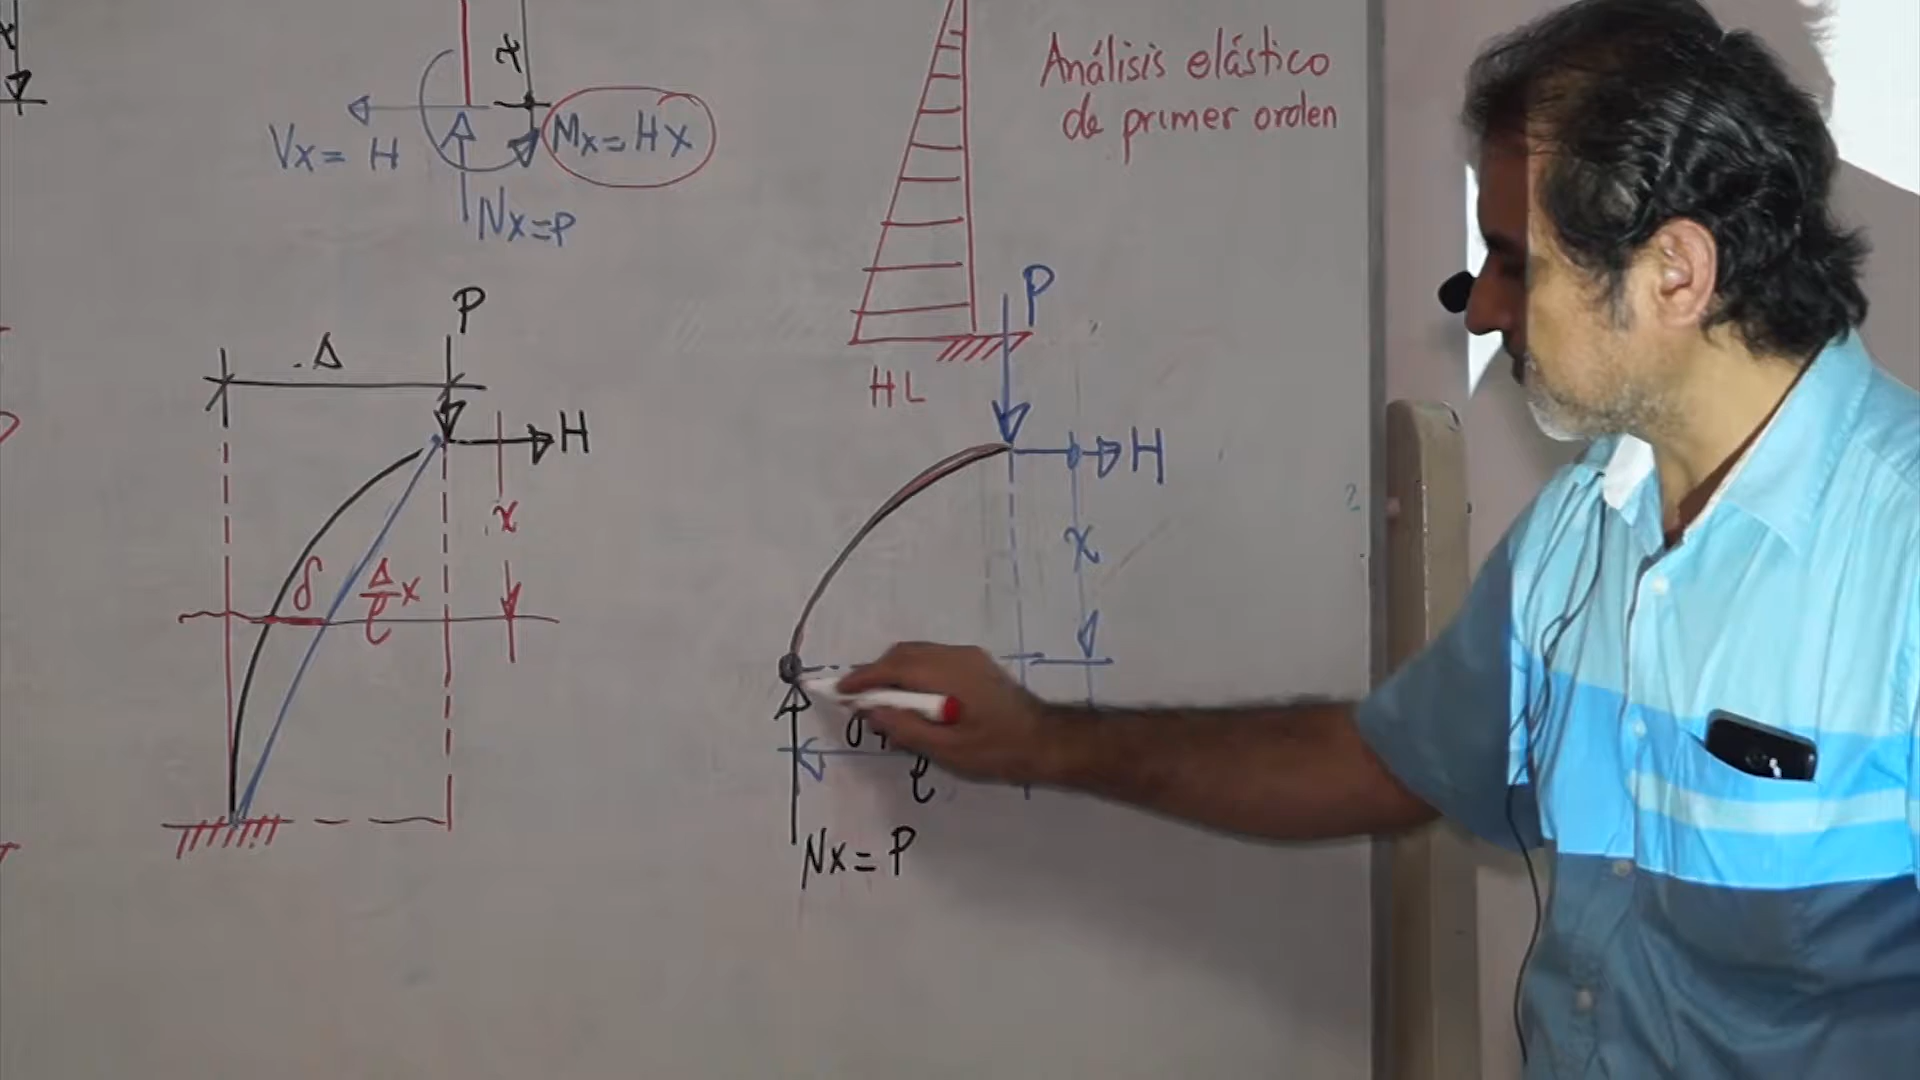 x
Vx = H
Mx = Hx
Nx = P
Análisis elástico
de primer orden
HL
P
Δ
H
x
δ
Δ/ℓ x
P
H
x
ℓ
Nx = P